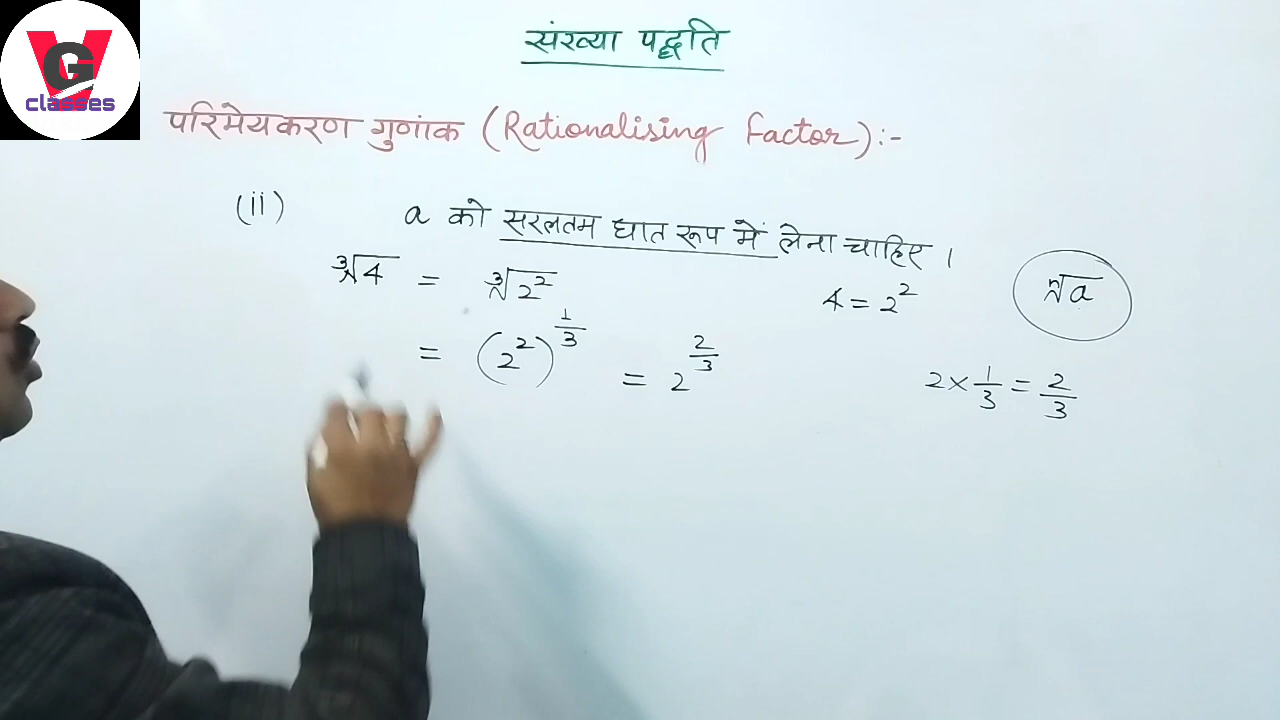 VG
classes
संख्या पद्धति
परिमेयकरण गुणांक (Rationalising Factor):-
(ii) a को सरलतम घात रूप में लेना चाहिए ।
∛4 = ∛2² 4 = 2² ⁿ√a
= (2²)^{1/3} = 2^{2/3} 2 × 1/3 = 2/3